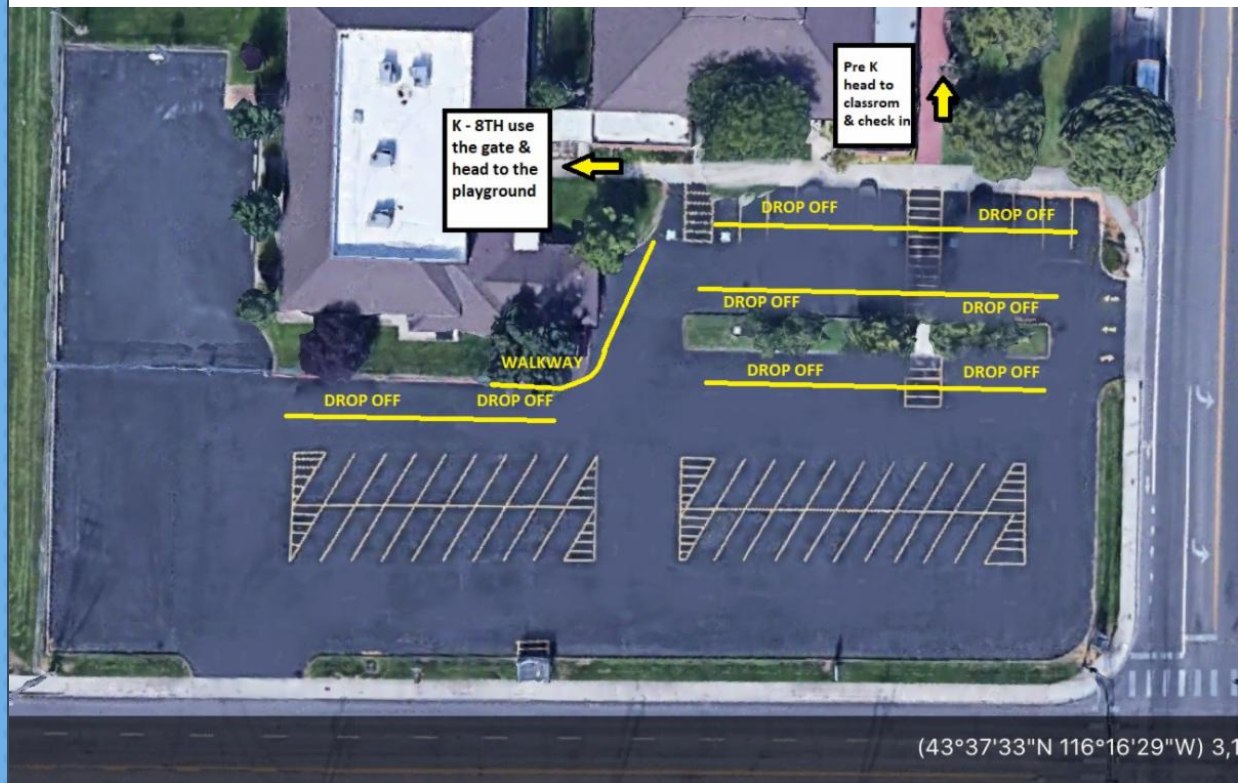 Pre K
head to
classrom
& check in
K - 8TH use
the gate &
head to the
playground
DROP OFF
DROP OFF
DROP OFF
DROP OFF
WALKWAY
DROP OFF
DROP OFF
DROP OFF
DROP OFF
(43°37'33"N 116°16'29"W) 3,1